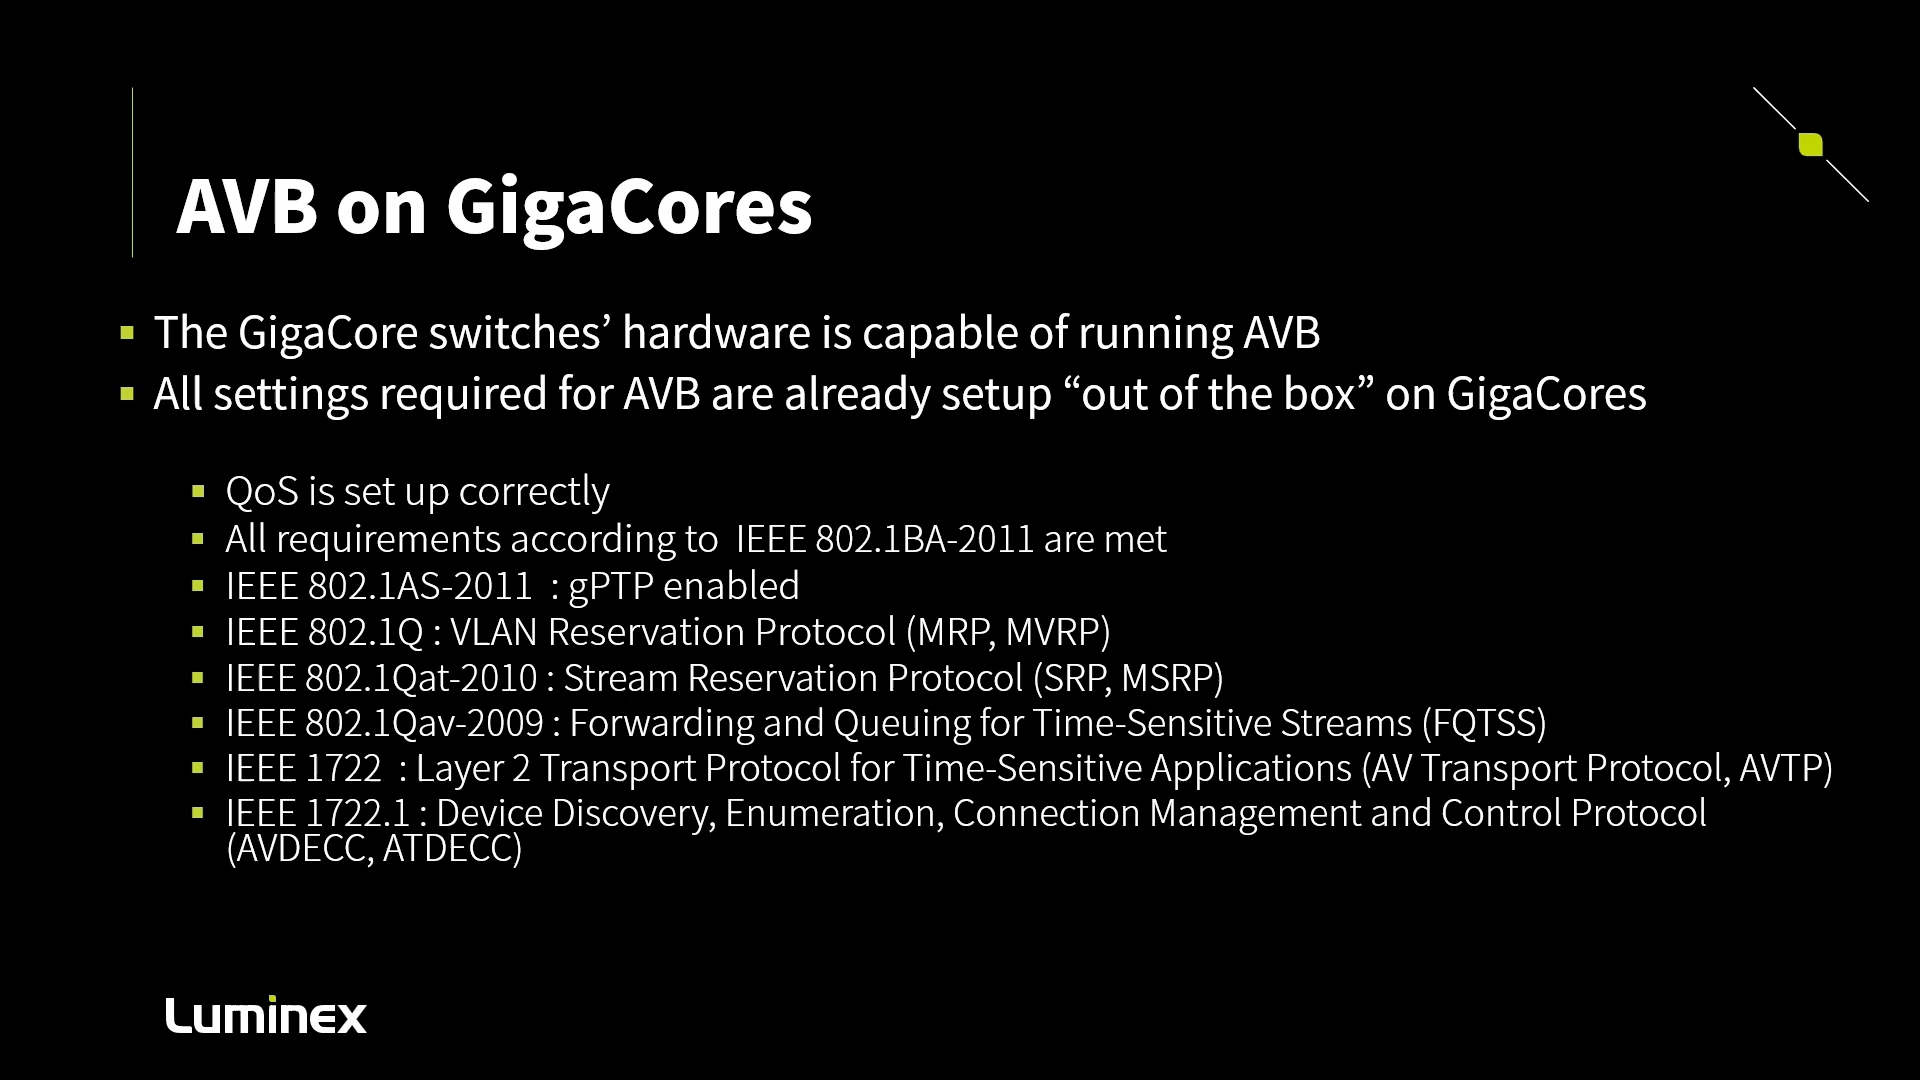 AVB on GigaCores
▪ The GigaCore switches’ hardware is capable of running AVB
▪ All settings required for AVB are already setup “out of the box” on GigaCores
▪ QoS is set up correctly
▪ All requirements according to  IEEE 802.1BA-2011 are met
▪ IEEE 802.1AS-2011  : gPTP enabled
▪ IEEE 802.1Q : VLAN Reservation Protocol (MRP, MVRP)
▪ IEEE 802.1Qat-2010 : Stream Reservation Protocol (SRP, MSRP)
▪ IEEE 802.1Qav-2009 : Forwarding and Queuing for Time-Sensitive Streams (FQTSS)
▪ IEEE 1722  : Layer 2 Transport Protocol for Time-Sensitive Applications (AV Transport Protocol, AVTP)
▪ IEEE 1722.1 : Device Discovery, Enumeration, Connection Management and Control Protocol
(AVDECC, ATDECC)
Luminex